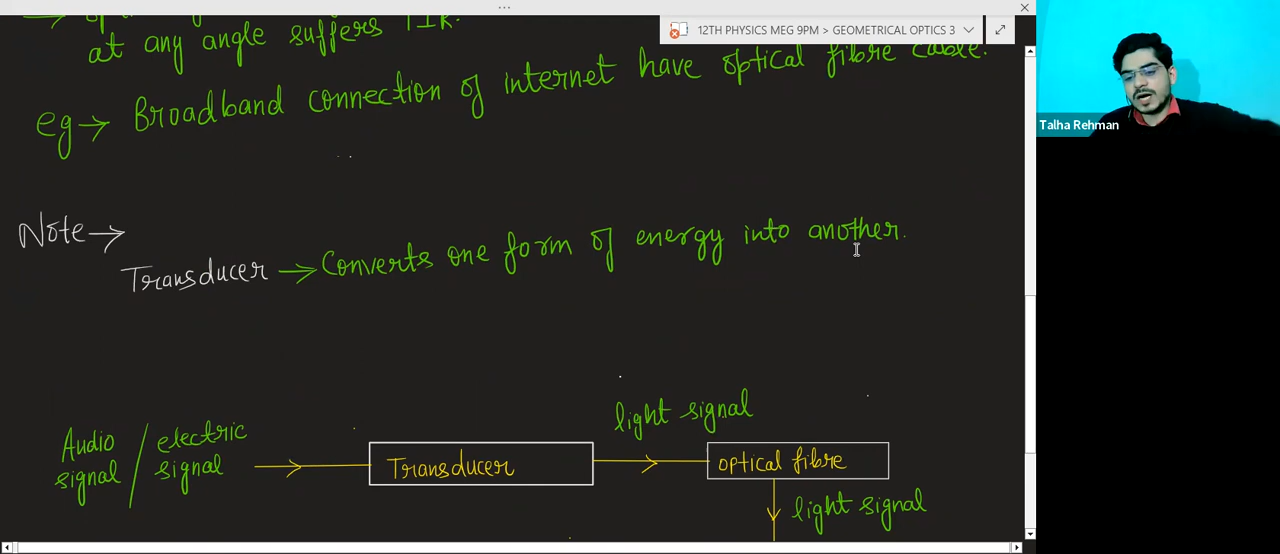 12TH PHYSICS MEG 9PM > GEOMETRICAL OPTICS 3
at any angle suffers TIR.
eg → Broadband connection of internet have optical fibre cable.
Talha Rehman
Note →
Transducer → Converts one form of energy into another.
light signal
Audio signal / electric signal
Transducer
optical fibre
light signal